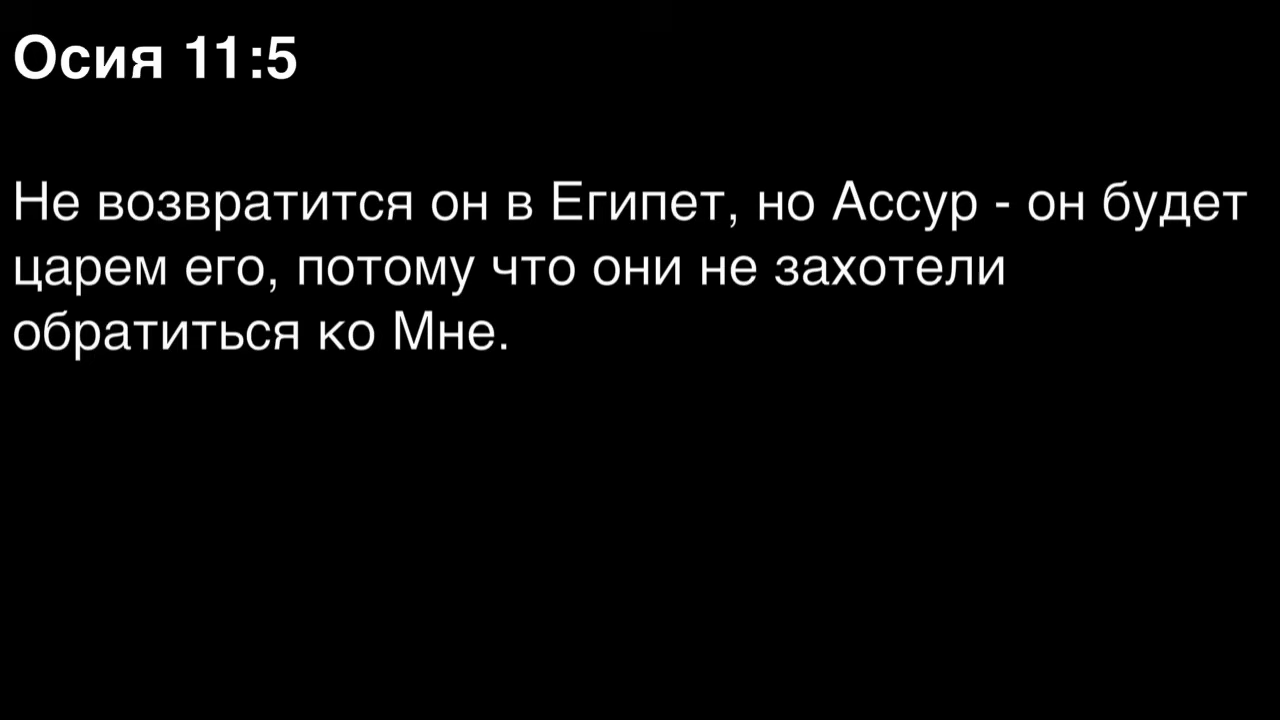 Осия 11:5
Не возвратится он в Египет, но Ассур - он будет
царем его, потому что они не захотели
обратиться ко Мне.